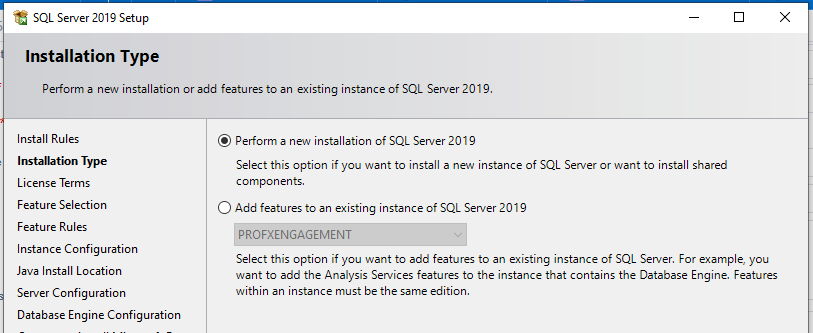 SQL Server 2019 Setup
Installation Type
Perform a new installation or add features to an existing instance of SQL Server 2019.
Install Rules
Installation Type
License Terms
Feature Selection
Feature Rules
Instance Configuration
Java Install Location
Server Configuration
Database Engine Configuration
Perform a new installation of SQL Server 2019
Select this option if you want to install a new instance of SQL Server or want to install shared
components.
Add features to an existing instance of SQL Server 2019
PROFXENGAGEMENT
Select this option if you want to add features to an existing instance of SQL Server. For example, you
want to add the Analysis Services features to the instance that contains the Database Engine. Features
within an instance must be the same edition.